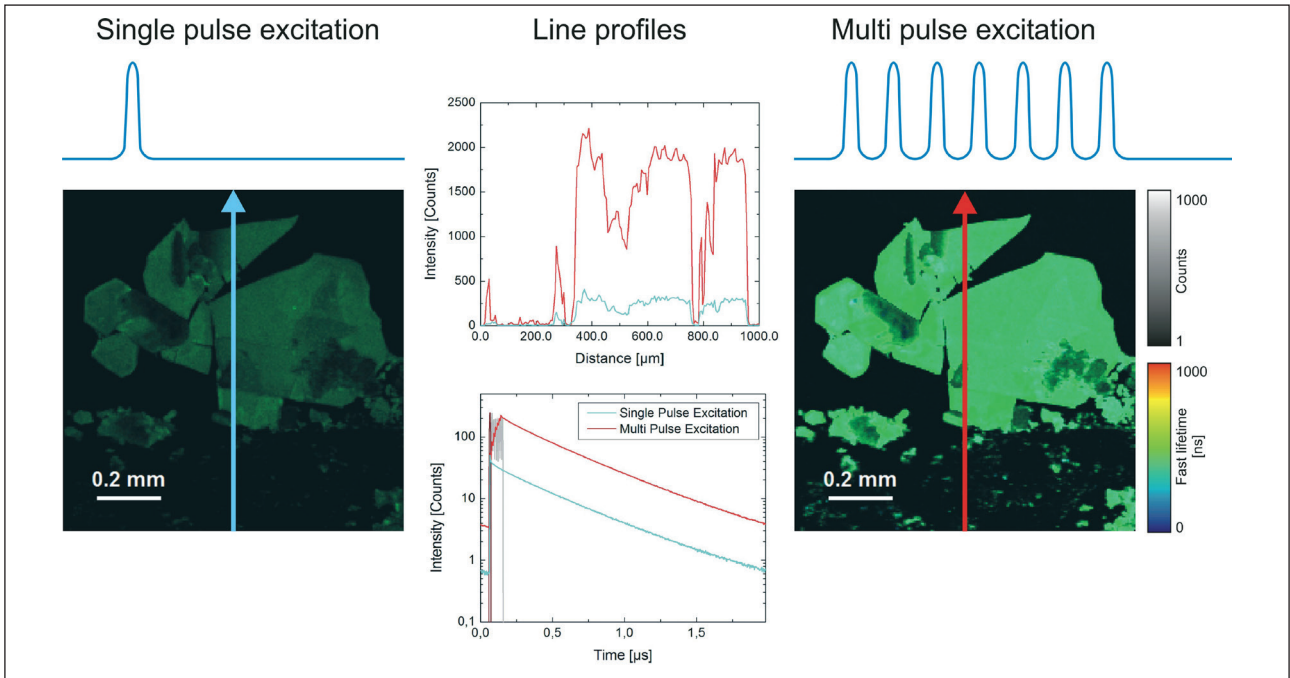 Single pulse excitation
Line profiles
Multi pulse excitation
2500
2000
1500
1000
500
0
Intensity [Counts]
0
200.0
400.0
600.0
800.0
1000.0
Distance [µm]
100
10
1
0,1
Intensity [Counts]
Single Pulse Excitation
Multi Pulse Excitation
0,0
0,5
1,0
1,5
Time [µs]
0.2 mm
0.2 mm
1000
Counts
1
1000
Fast lifetime
[ns]
0